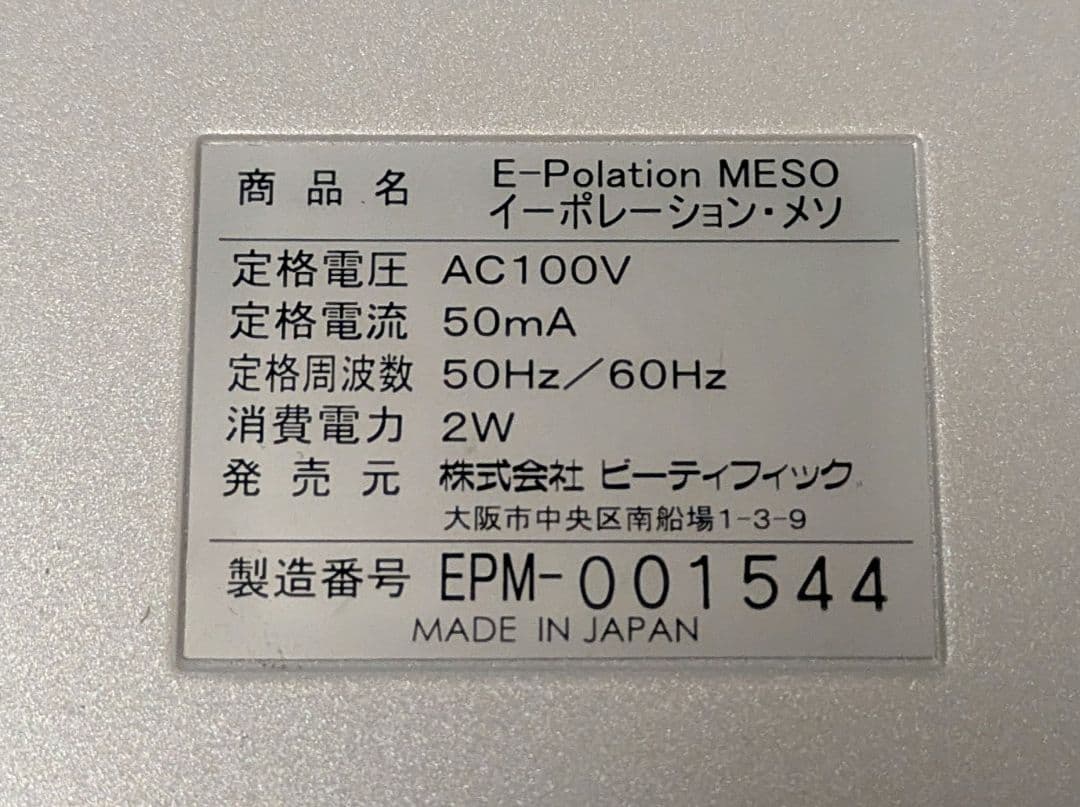 商品名 E-Polation MESO
イーポレーション・メソ
定格電圧 AC100V
定格電流 50mA
定格周波数 50Hz／60Hz
消費電力 2W
発売元 株式会社 ビーティフィック
大阪市中央区南船場1-3-9
製造番号 EPM-001544
MADE IN JAPAN